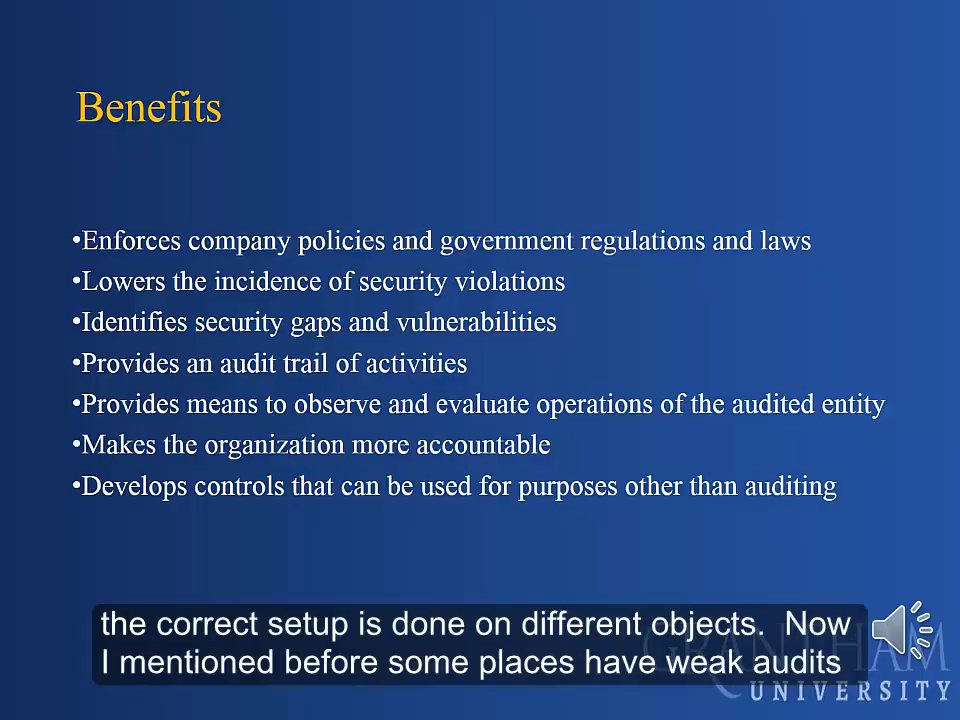 Benefits
•Enforces company policies and government regulations and laws
•Lowers the incidence of security violations
•Identifies security gaps and vulnerabilities
•Provides an audit trail of activities
•Provides means to observe and evaluate operations of the audited entity
•Makes the organization more accountable
•Develops controls that can be used for purposes other than auditing
the correct setup is done on different objects. Now
I mentioned before some places have weak audits
GRANTHAM
UNIVERSITY